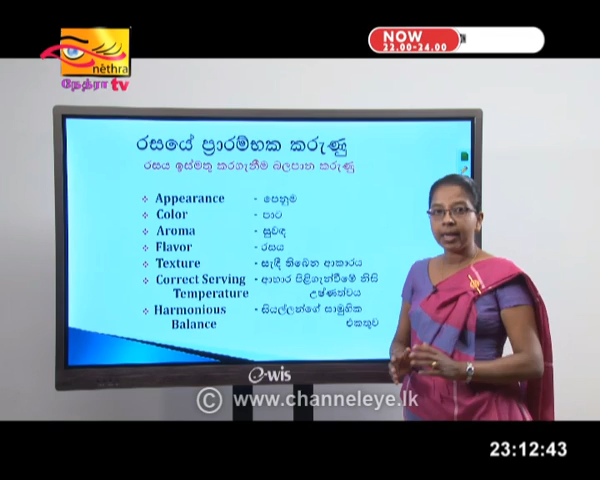 NOW
22.00-24.00
nethra
நேத்ரா tv
රසයේ ප්‍රාරම්භක කරුණු
රසය ඉස්මතු කරගැනීම බලපාන කරුණු
❖ Appearance - පෙනුම
❖ Color - පාට
❖ Aroma - සුවඳ
❖ Flavor - රසය
❖ Texture - සැඳී තිබෙන ආකාරය
❖ Correct Serving - ආහාර පිළිගැන්වීමේ නිසි
Temperature උෂ්ණත්වය
❖ Harmonious - සියල්ලන්ගේ සාමුහික
Balance එකතුව
e-wis
© www.channeleye.lk
23:12:43